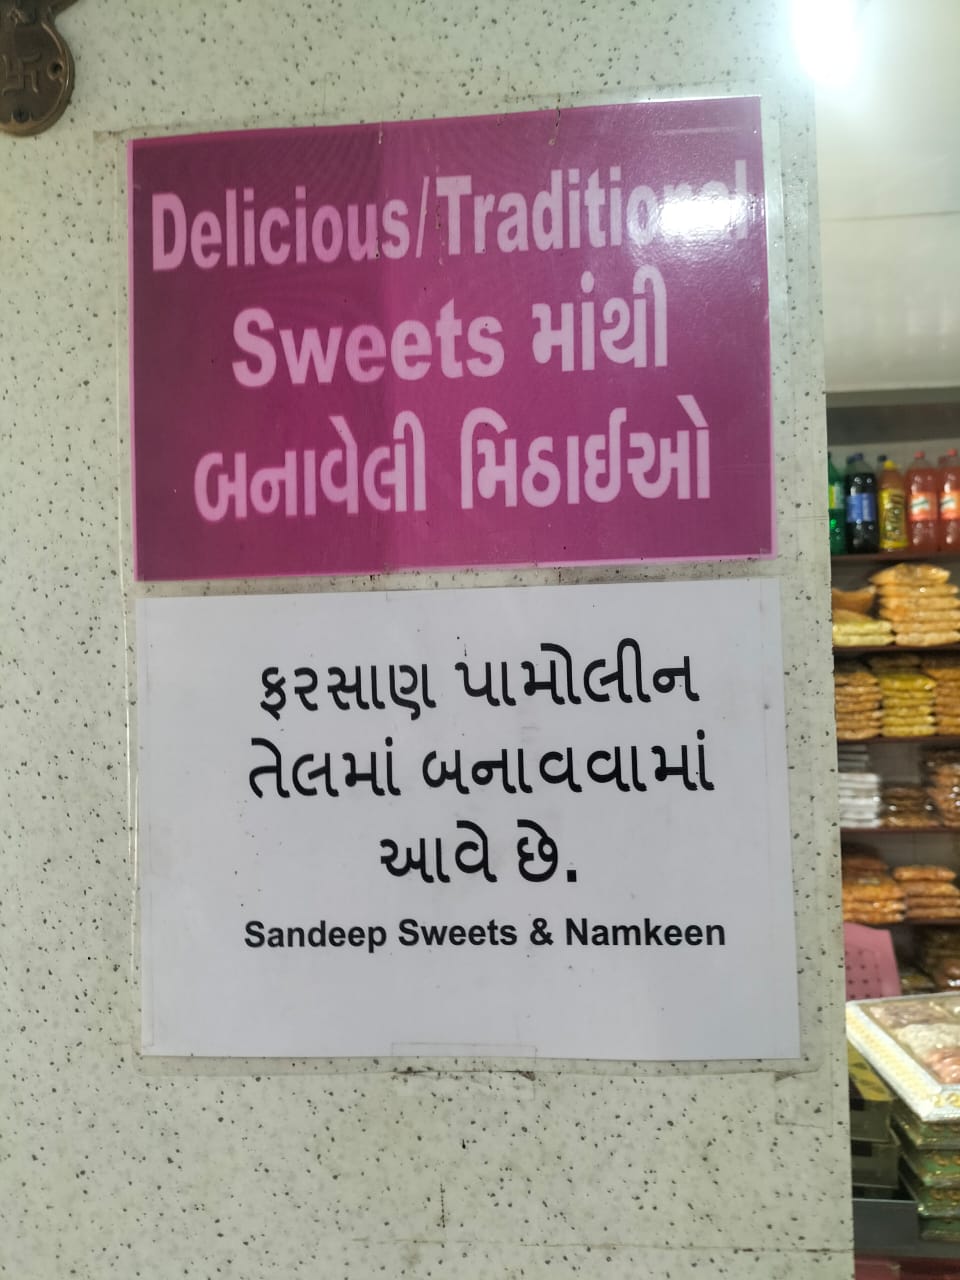 Delicious/Traditional
Sweets માંથી
બનાવેલી મિઠાઈઓ
ફરસાણ પામોલીન
તેલમાં બનાવવામાં
આવે છે.
Sandeep Sweets & Namkeen